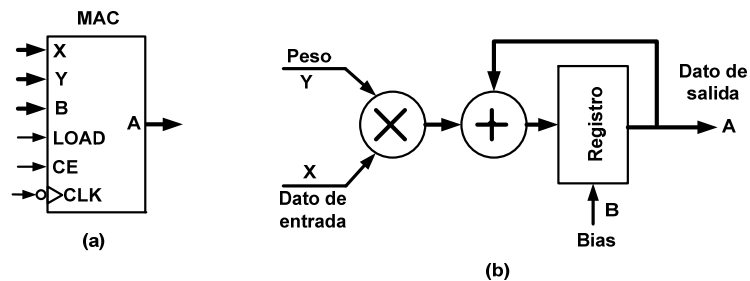 MAC
X
Y
B
LOAD
CE
CLK
A
(a)
Peso
Y
X
Dato de
entrada
Registro
B
Bias
Dato de
salida
A
(b)